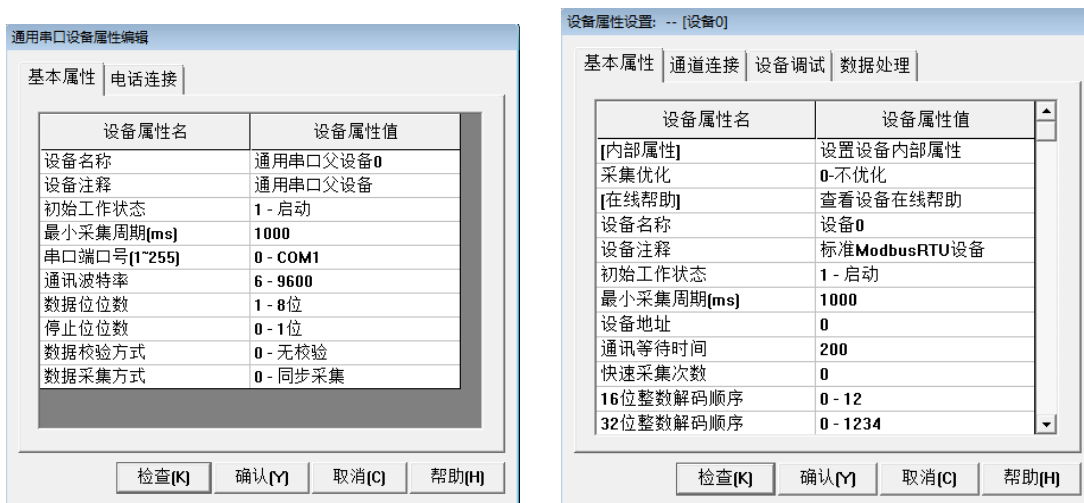 通用串口设备属性编辑
基本属性 电话连接
设备属性名 设备属性值
设备名称 通用串口父设备0
设备注释 通用串口父设备
初始工作状态 1 - 启动
最小采集周期(ms) 1000
串口端口号(1~255) 0 - COM1
通讯波特率 6 - 9600
数据位位数 1 - 8位
停止位位数 0 - 1位
数据校验方式 0 - 无校验
数据采集方式 0 - 同步采集
检查(K) 确认(Y) 取消(C) 帮助(H)
设备属性设置: -- [设备0]
基本属性 通道连接 设备调试 数据处理
设备属性名 设备属性值
[内部属性] 设置设备内部属性
采集优化 0-不优化
[在线帮助] 查看设备在线帮助
设备名称 设备0
设备注释 标准ModbusRTU设备
初始工作状态 1 - 启动
最小采集周期(ms) 1000
设备地址 0
通讯等待时间 200
快速采集次数 0
16位整数解码顺序 0 - 12
32位整数解码顺序 0 - 1234
检查(K) 确认(Y) 取消(C) 帮助(H)